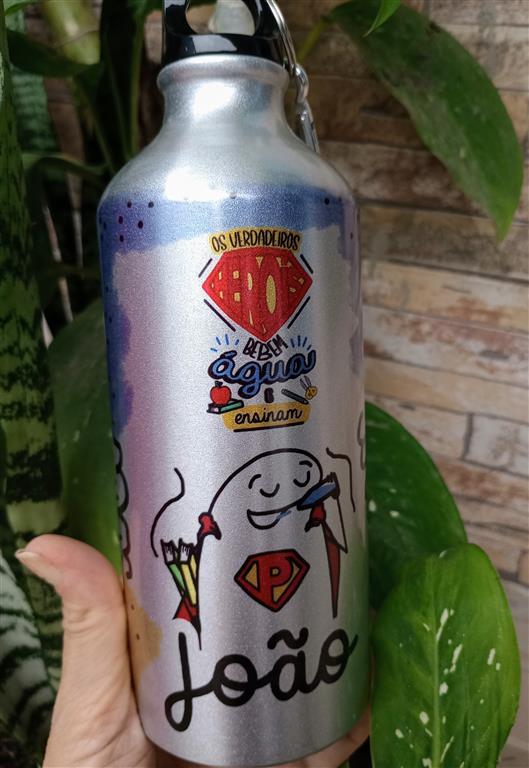 OS VERDADEIROS
HERÓIS
BEBEM
água
E
ensinam
P
João